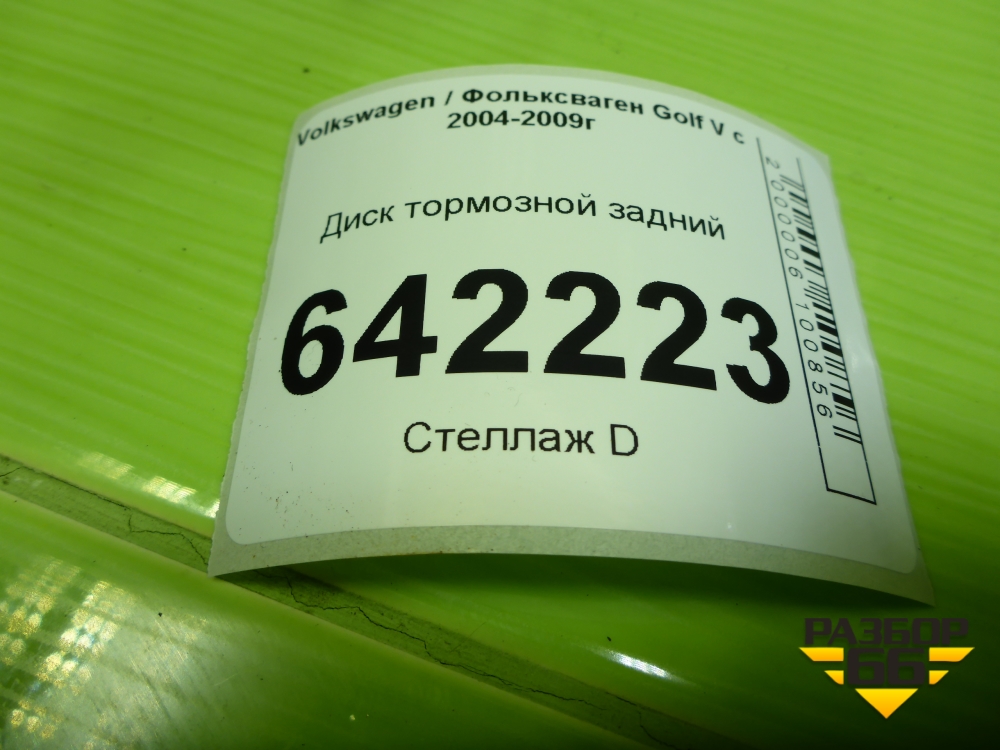 Volkswagen / Фольксваген Golf V с
2004-2009г
Диск тормозной задний
642223
Стеллаж D
2000006100856
РАЗБОР
66